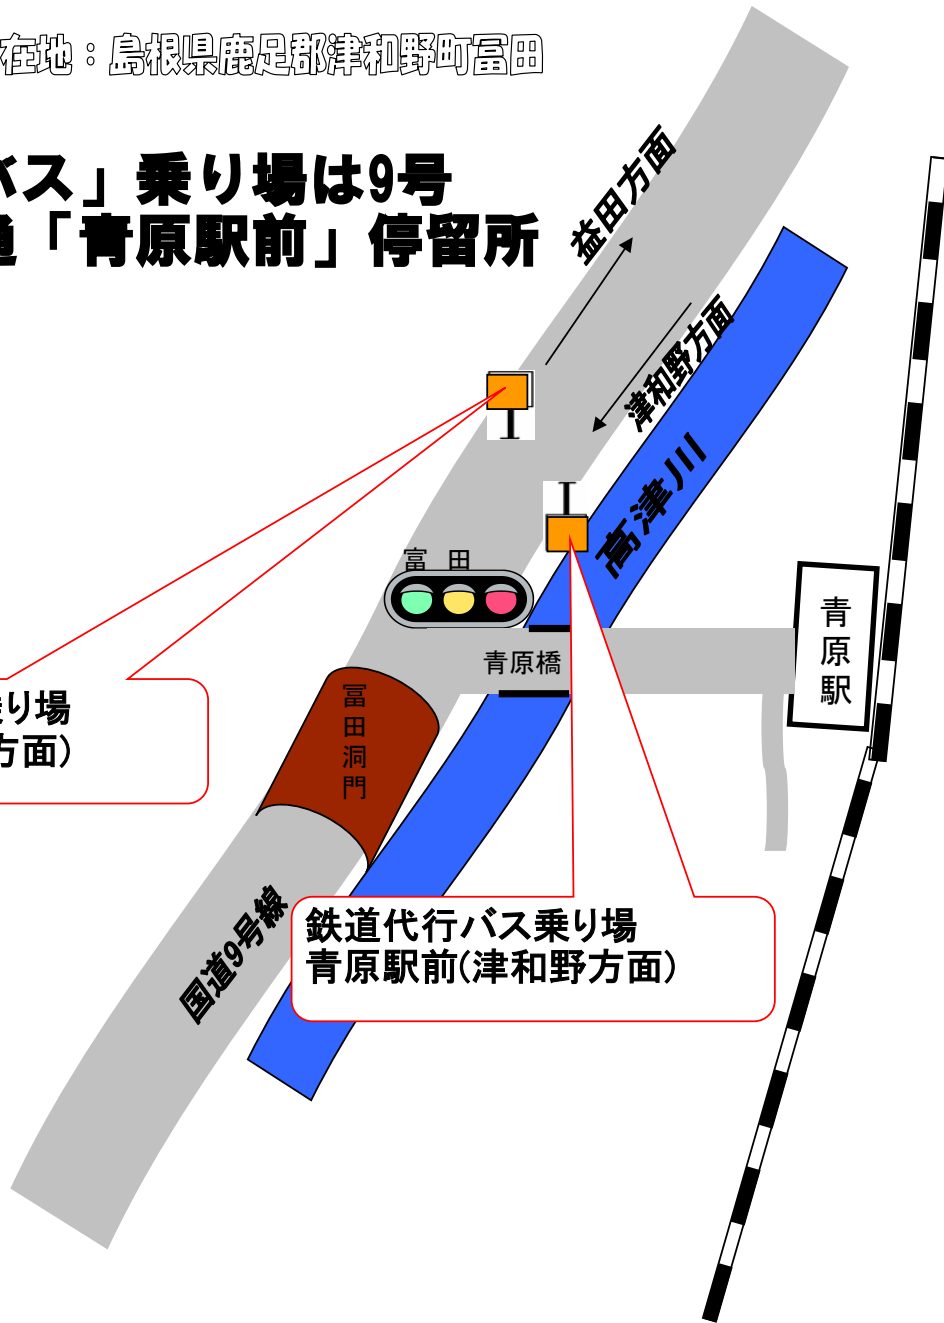 在地：島根県鹿足郡津和野町冨田
バス」乗り場は9号
通「青原駅前」停留所
益田方面
津和野方面
高津川
富田
青原橋
青原駅
冨田洞門
乗り場
方面）
国道9号線
鉄道代行バス乗り場
青原駅前(津和野方面)